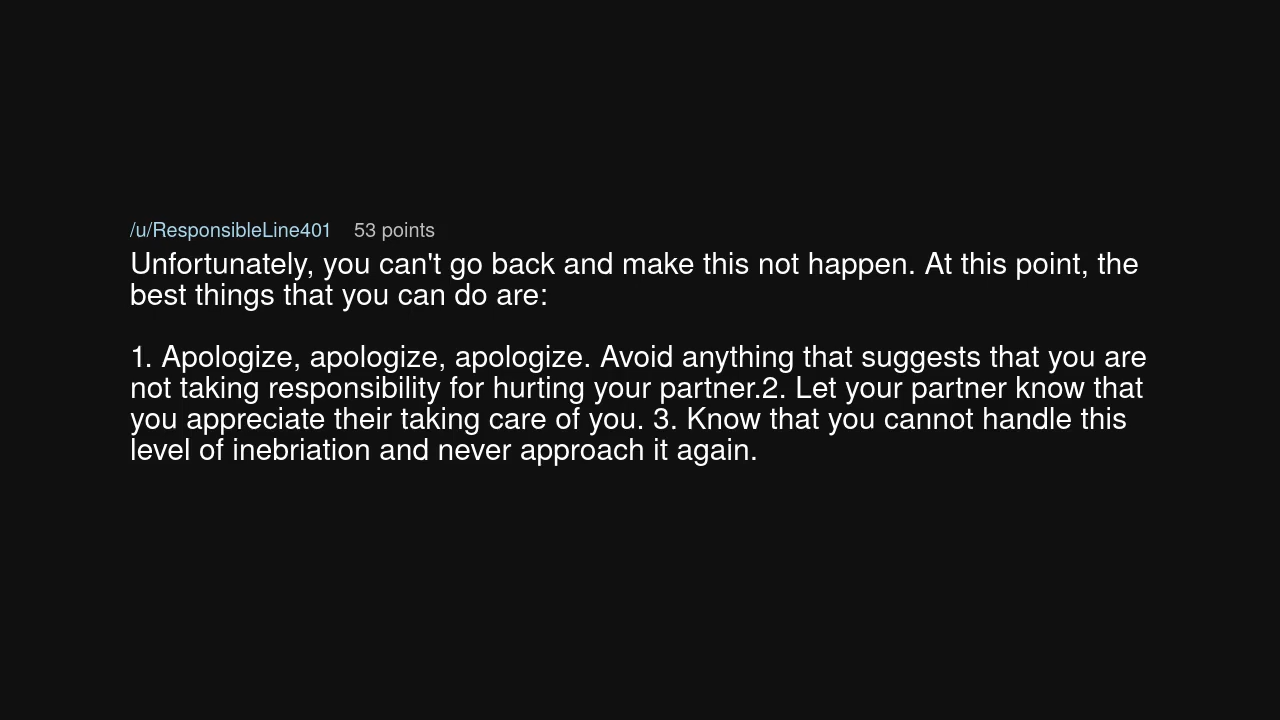 /u/ResponsibleLine401 53 points
Unfortunately, you can't go back and make this not happen. At this point, the
best things that you can do are:
1. Apologize, apologize, apologize. Avoid anything that suggests that you are
not taking responsibility for hurting your partner.2. Let your partner know that
you appreciate their taking care of you. 3. Know that you cannot handle this
level of inebriation and never approach it again.